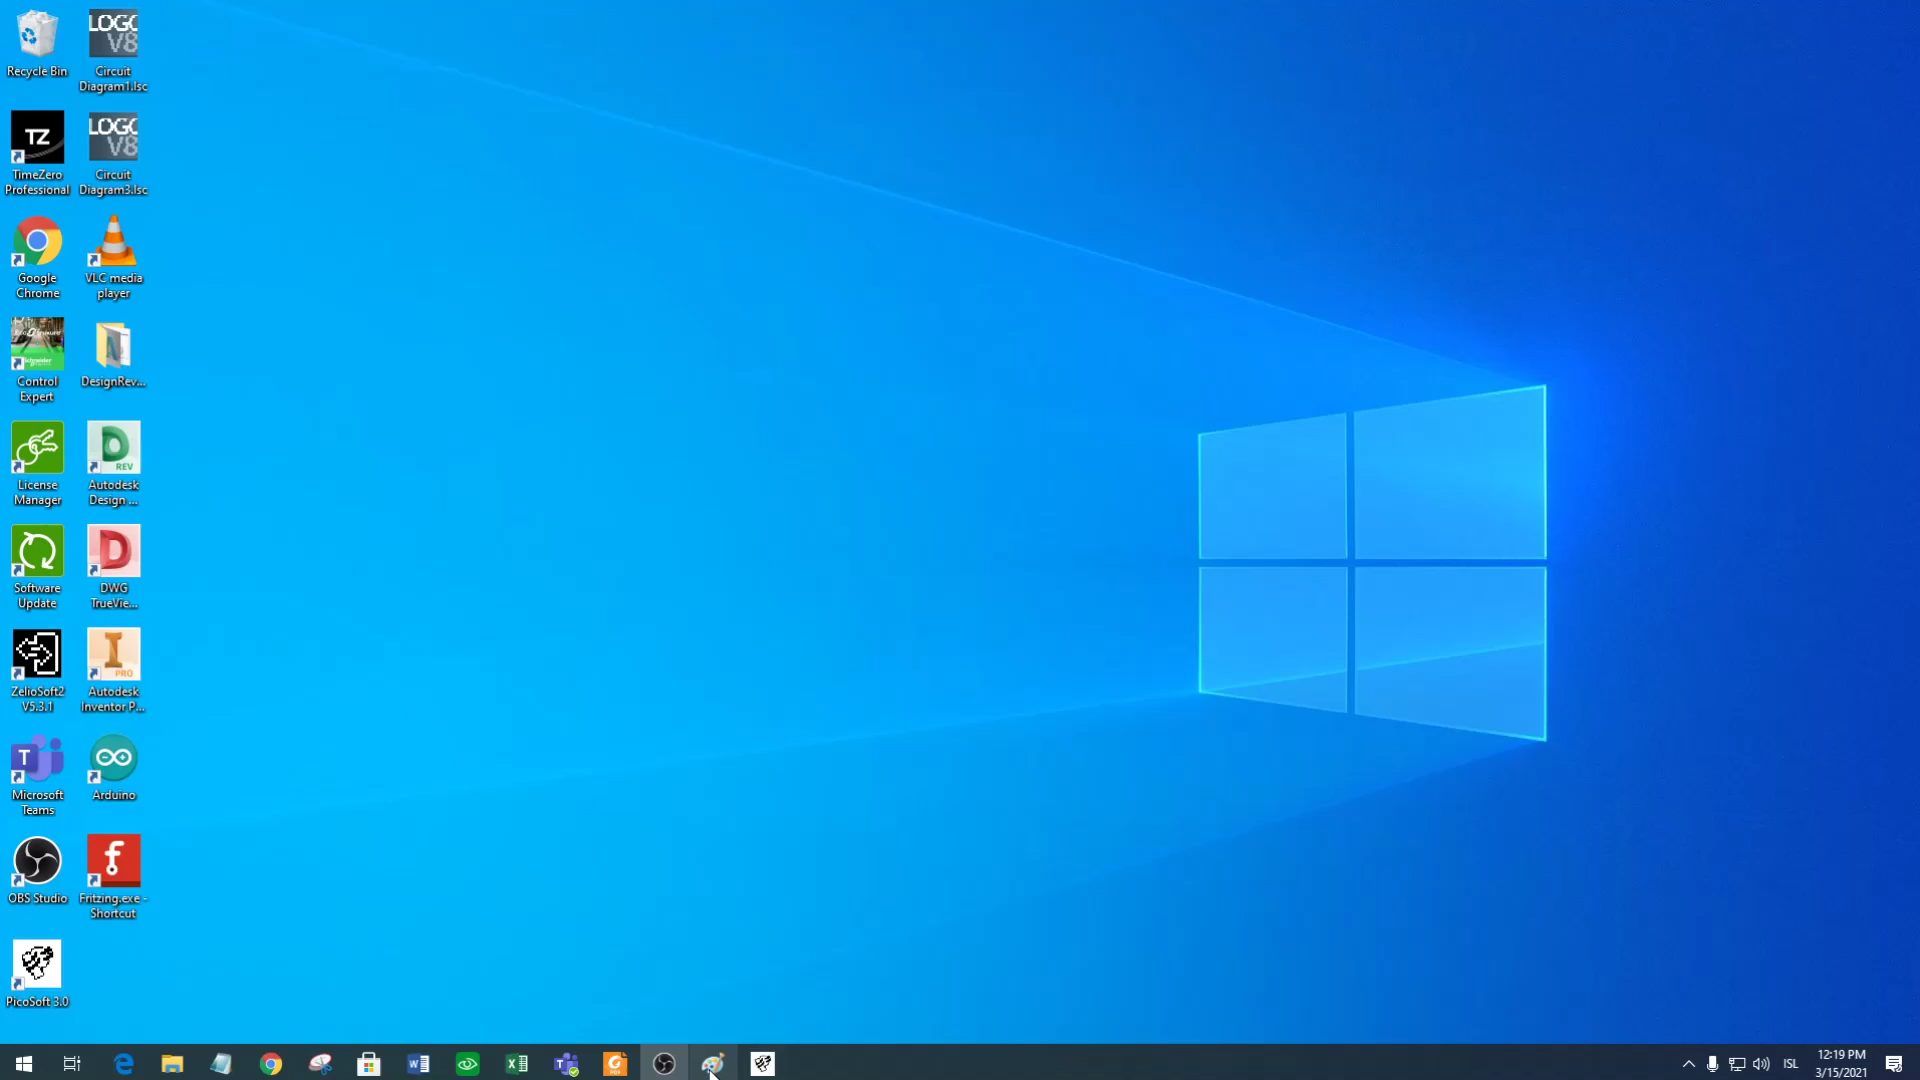 Recycle Bin
LOGO
V8
Circuit
Diagram1.lsc
TZ
TimeZero
Professional
LOGO
V8
Circuit
Diagram3.lsc
Google
Chrome
VLC media
player
Control
Expert
DesignRev...
License
Manager
D
REV
Autodesk
Design ...
Software
Update
D
DWG
TrueVie...
ZelioSoft2
V5.3.1
I
PRO
Autodesk
Inventor P...
T
Microsoft
Teams
Arduino
OBS Studio
f
Fritzing.exe -
Shortcut
PicoSoft 3.0
ISL
12:19 PM
3/15/2021